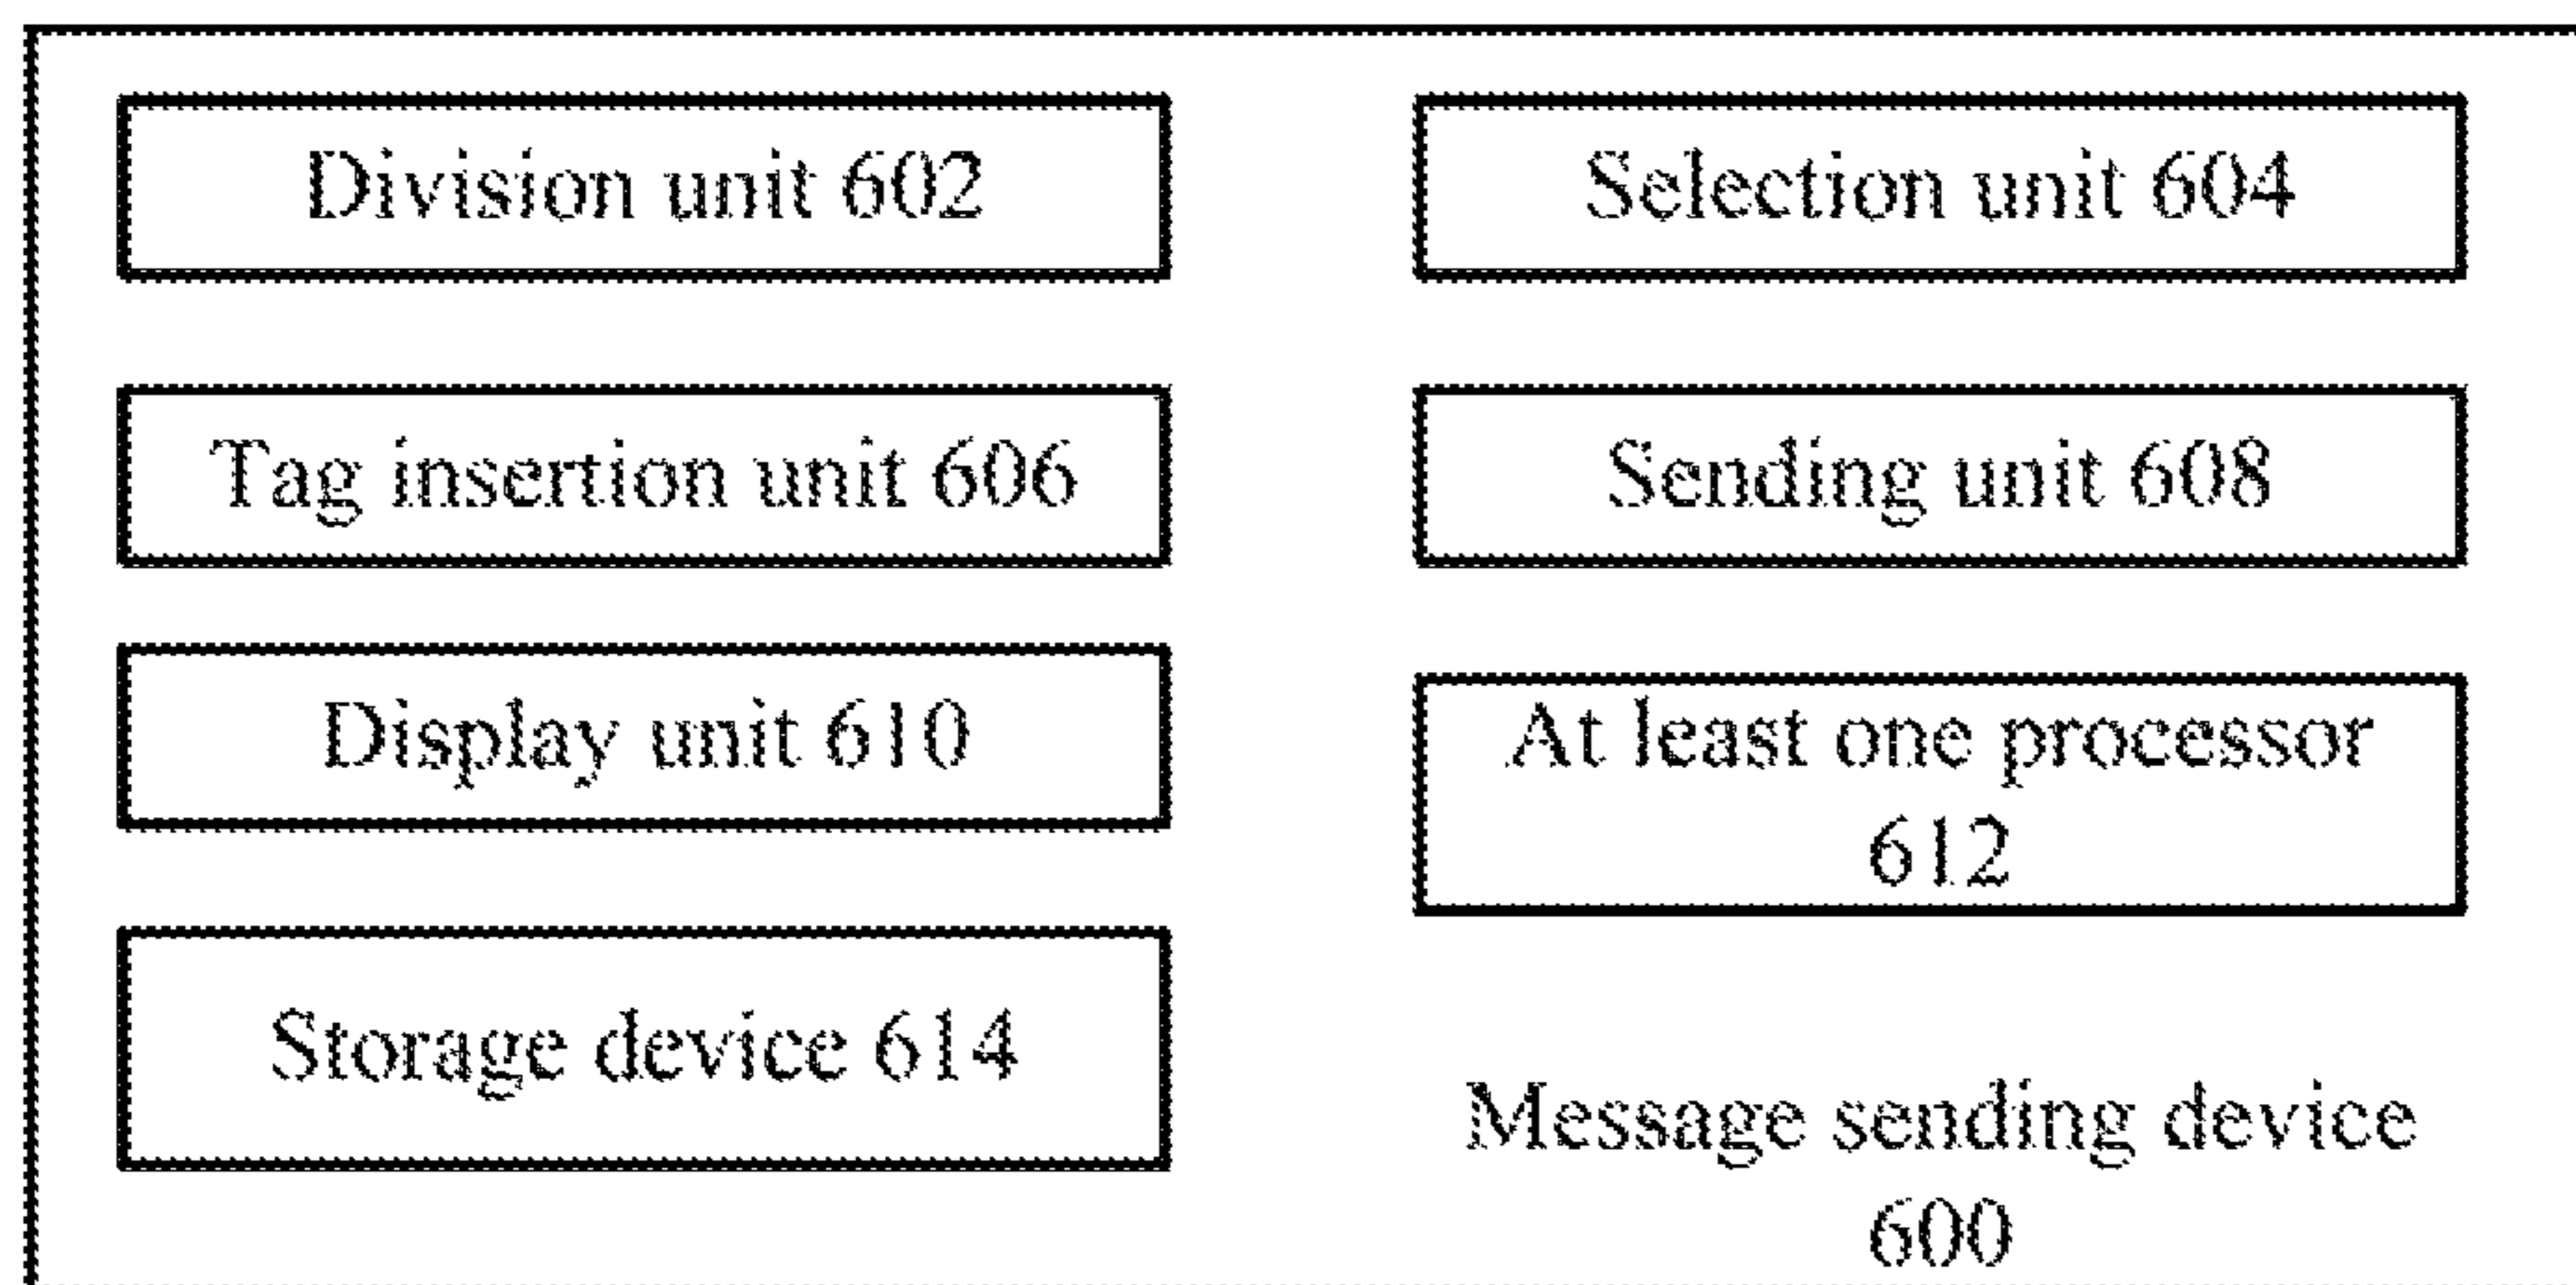 Division unit 602
Selection unit 604
Tag insertion unit 606
Sending unit 608
Display unit 610
At least one processor
612
Storage device 614
Message sending device
600